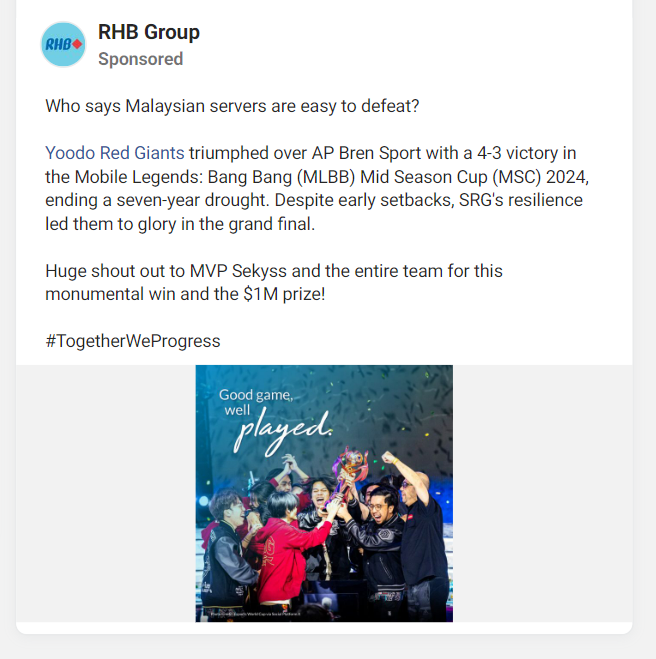 RHB
RHB Group
Sponsored
Who says Malaysian servers are easy to defeat?
Yoodo Red Giants triumphed over AP Bren Sport with a 4-3 victory in
the Mobile Legends: Bang Bang (MLBB) Mid Season Cup (MSC) 2024,
ending a seven-year drought. Despite early setbacks, SRG's resilience
led them to glory in the grand final.
Huge shout out to MVP Sekyss and the entire team for this
monumental win and the $1M prize!
#TogetherWeProgress
Good game,
well
played.